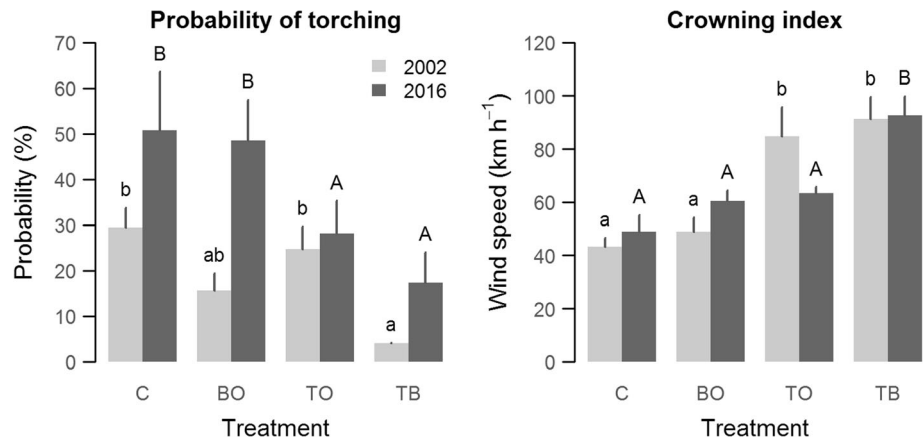 Probability of torching
Probability (%)
70
60
50
40
30
20
10
0
2002
2016
b B
ab B
b A
a A
C BO TO TB
Treatment
Crowning index
Wind speed (km h⁻¹)
120
100
80
60
40
20
0
a A
a A
b A
b B
C BO TO TB
Treatment